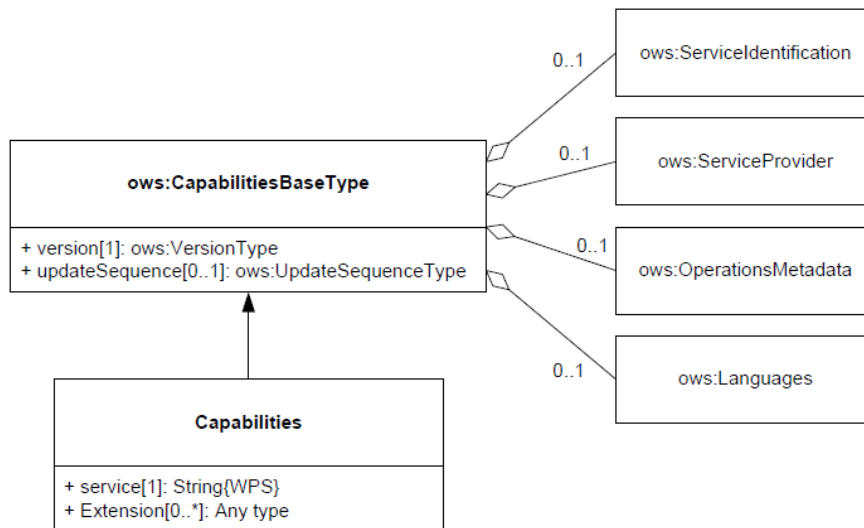 0..1
ows:ServiceIdentification
ows:CapabilitiesBaseType
0..1
ows:ServiceProvider
+ version[1]: ows:VersionType
+ updateSequence[0..1]: ows:UpdateSequenceType
0..1
ows:OperationsMetadata
0..1
ows:Languages
Capabilities
+ service[1]: String{WPS}
+ Extension[0..*]: Any type